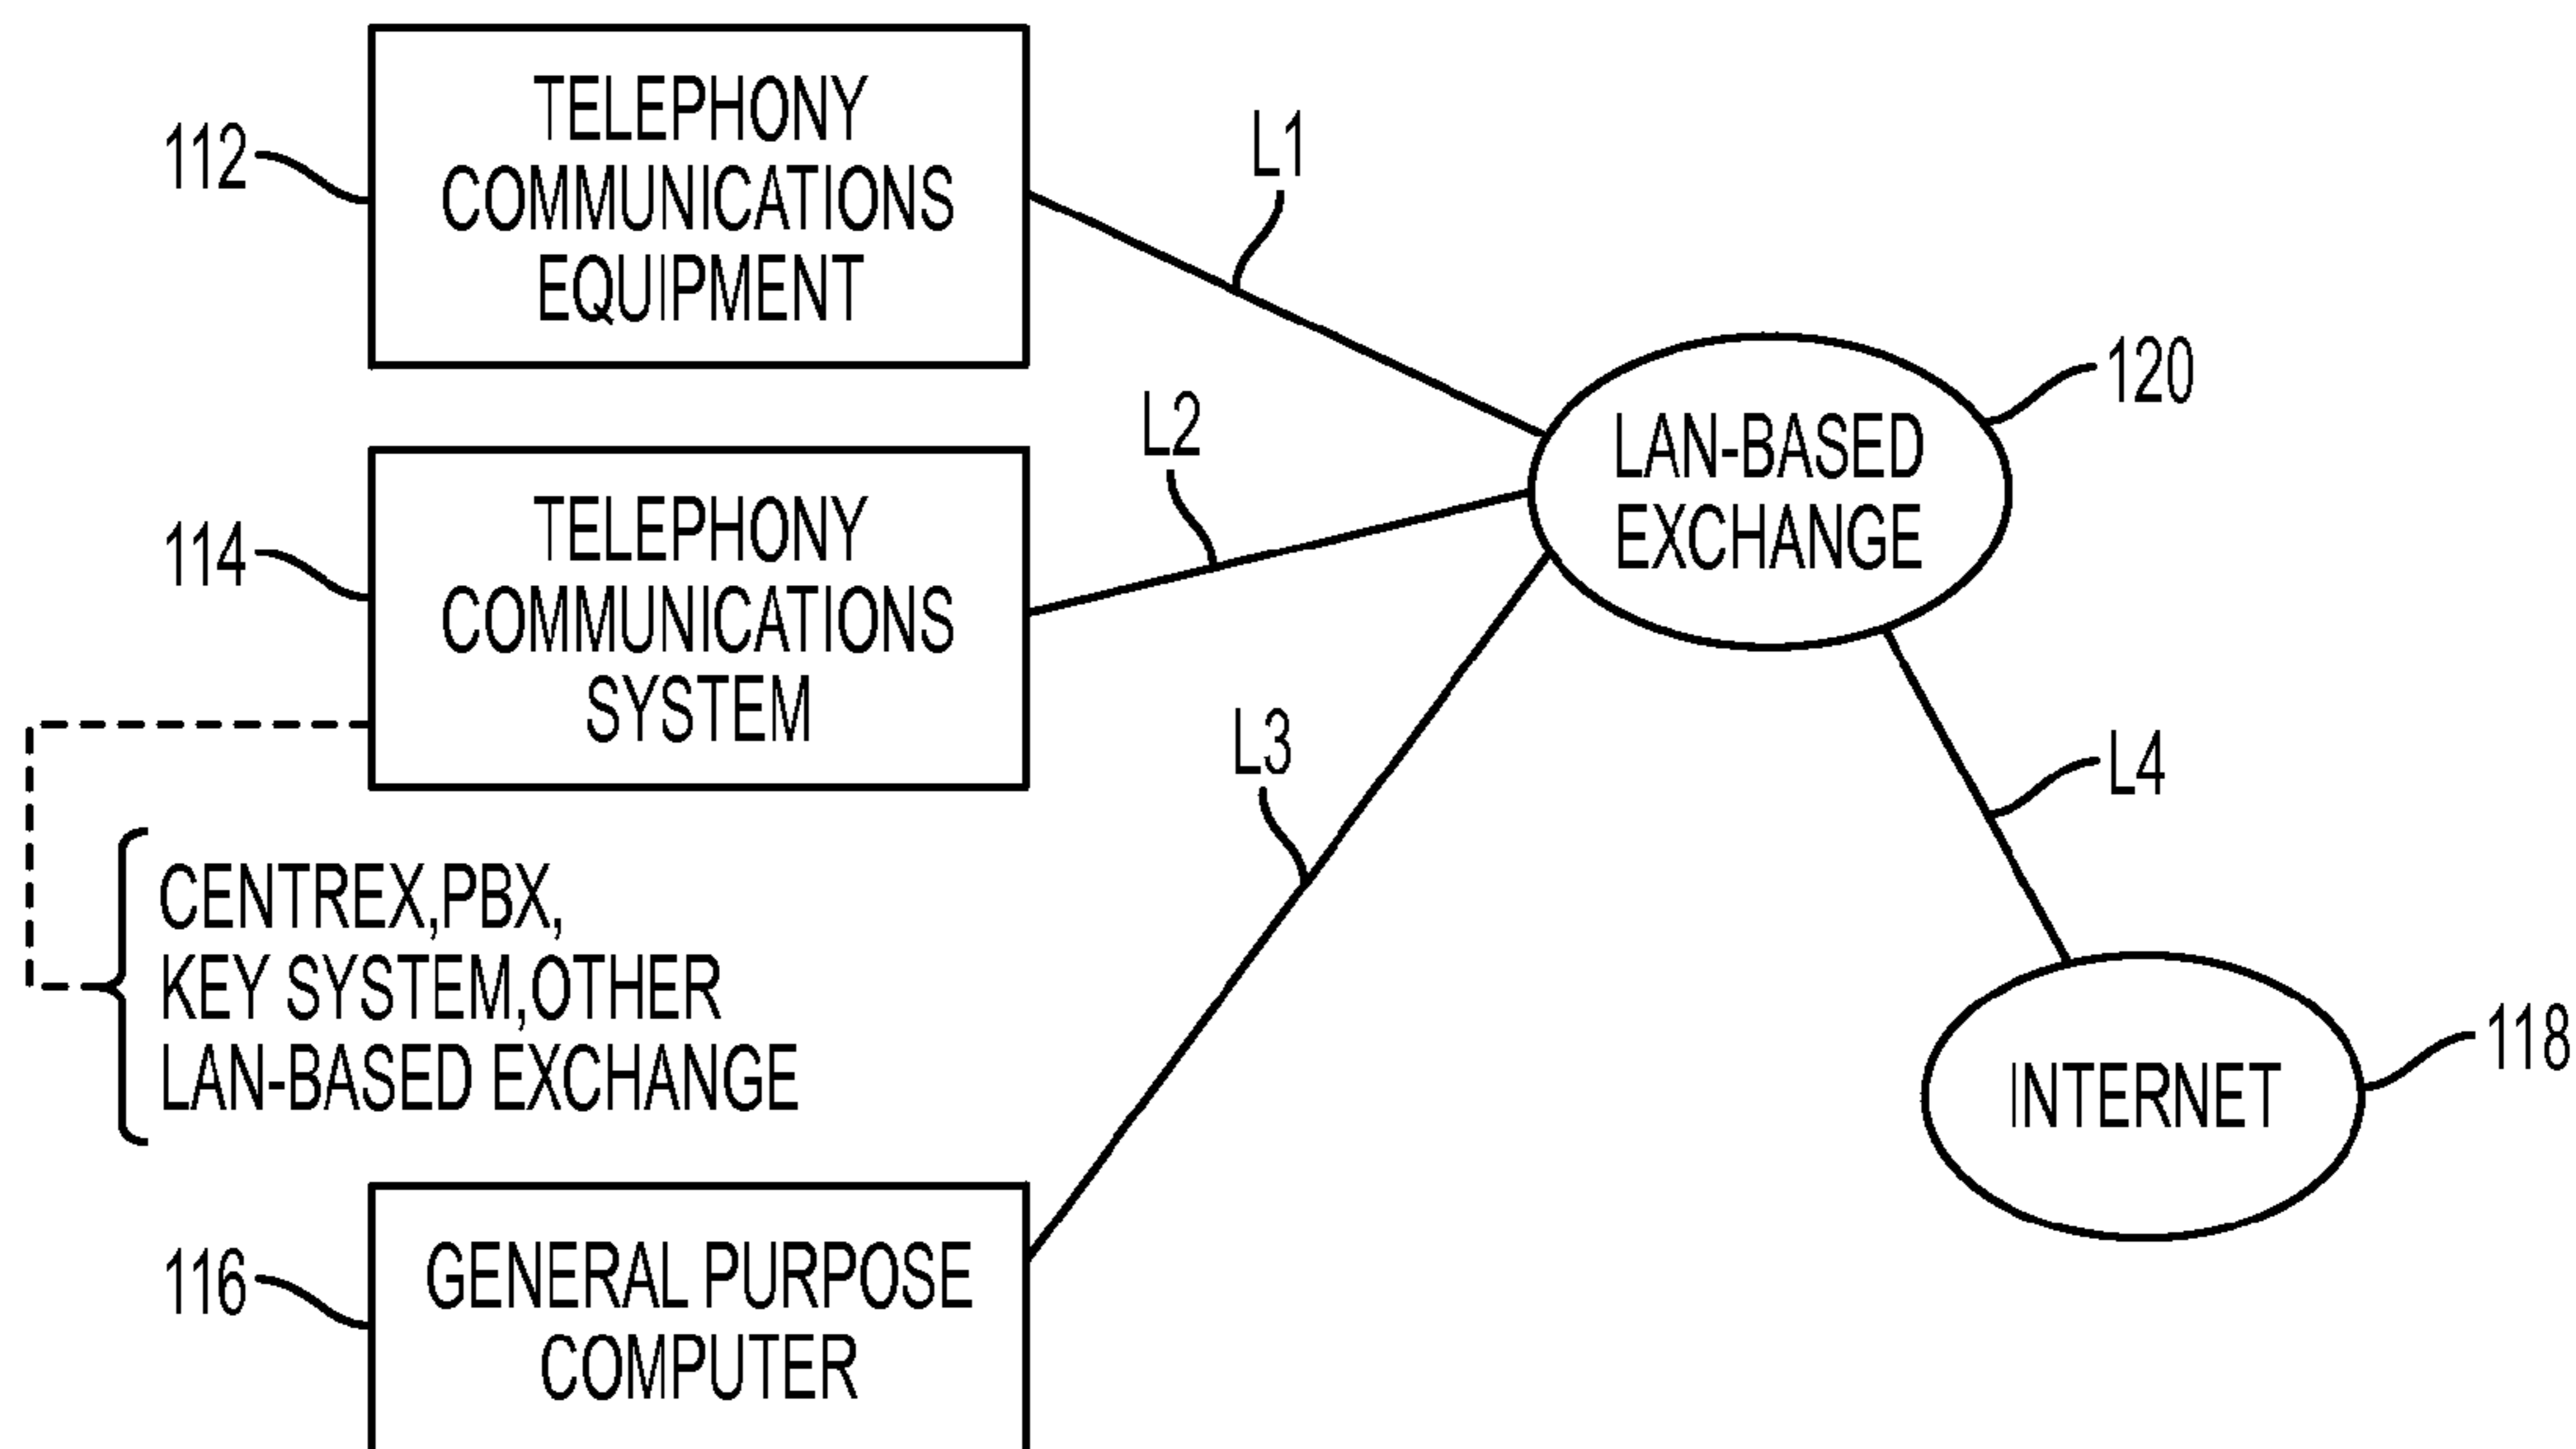 112
TELEPHONY
COMMUNICATIONS
EQUIPMENT
L1
114
TELEPHONY
COMMUNICATIONS
SYSTEM
L2
LAN-BASED
EXCHANGE
120
CENTREX,PBX,
KEY SYSTEM,OTHER
LAN-BASED EXCHANGE
L3
L4
116
GENERAL PURPOSE
COMPUTER
INTERNET
118